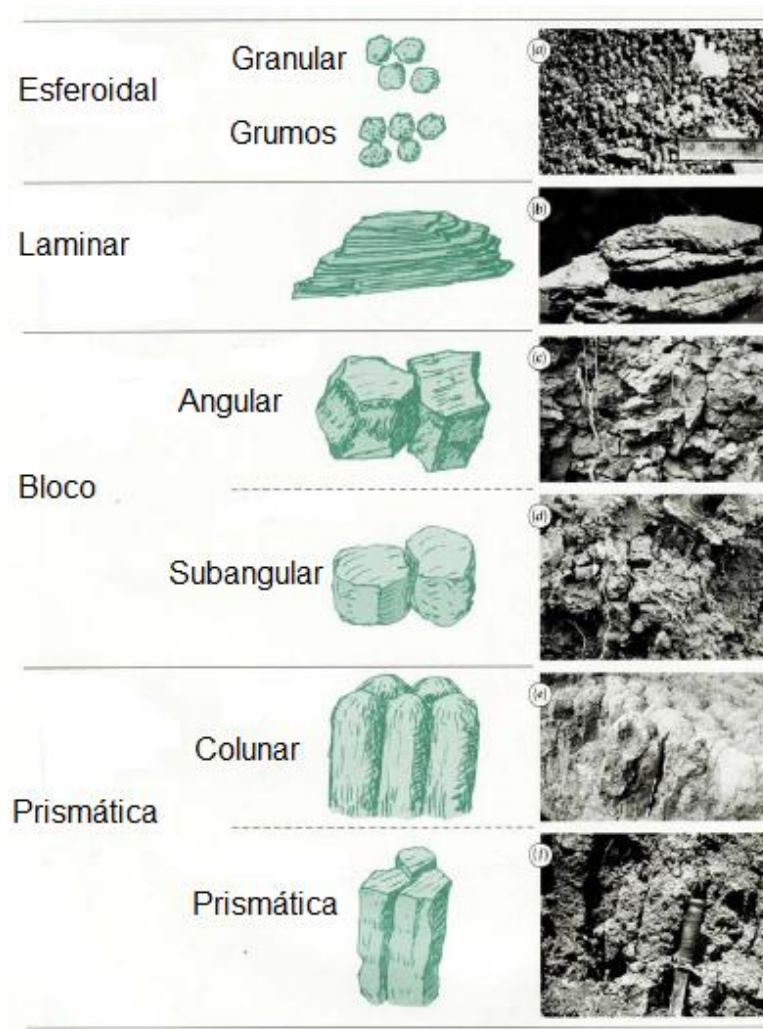 Esferoidal
Granular
Grumos
(a)
Laminar
(b)
Bloco
Angular
(c)
Subangular
(d)
Prismática
Colunar
(e)
Prismática
(f)